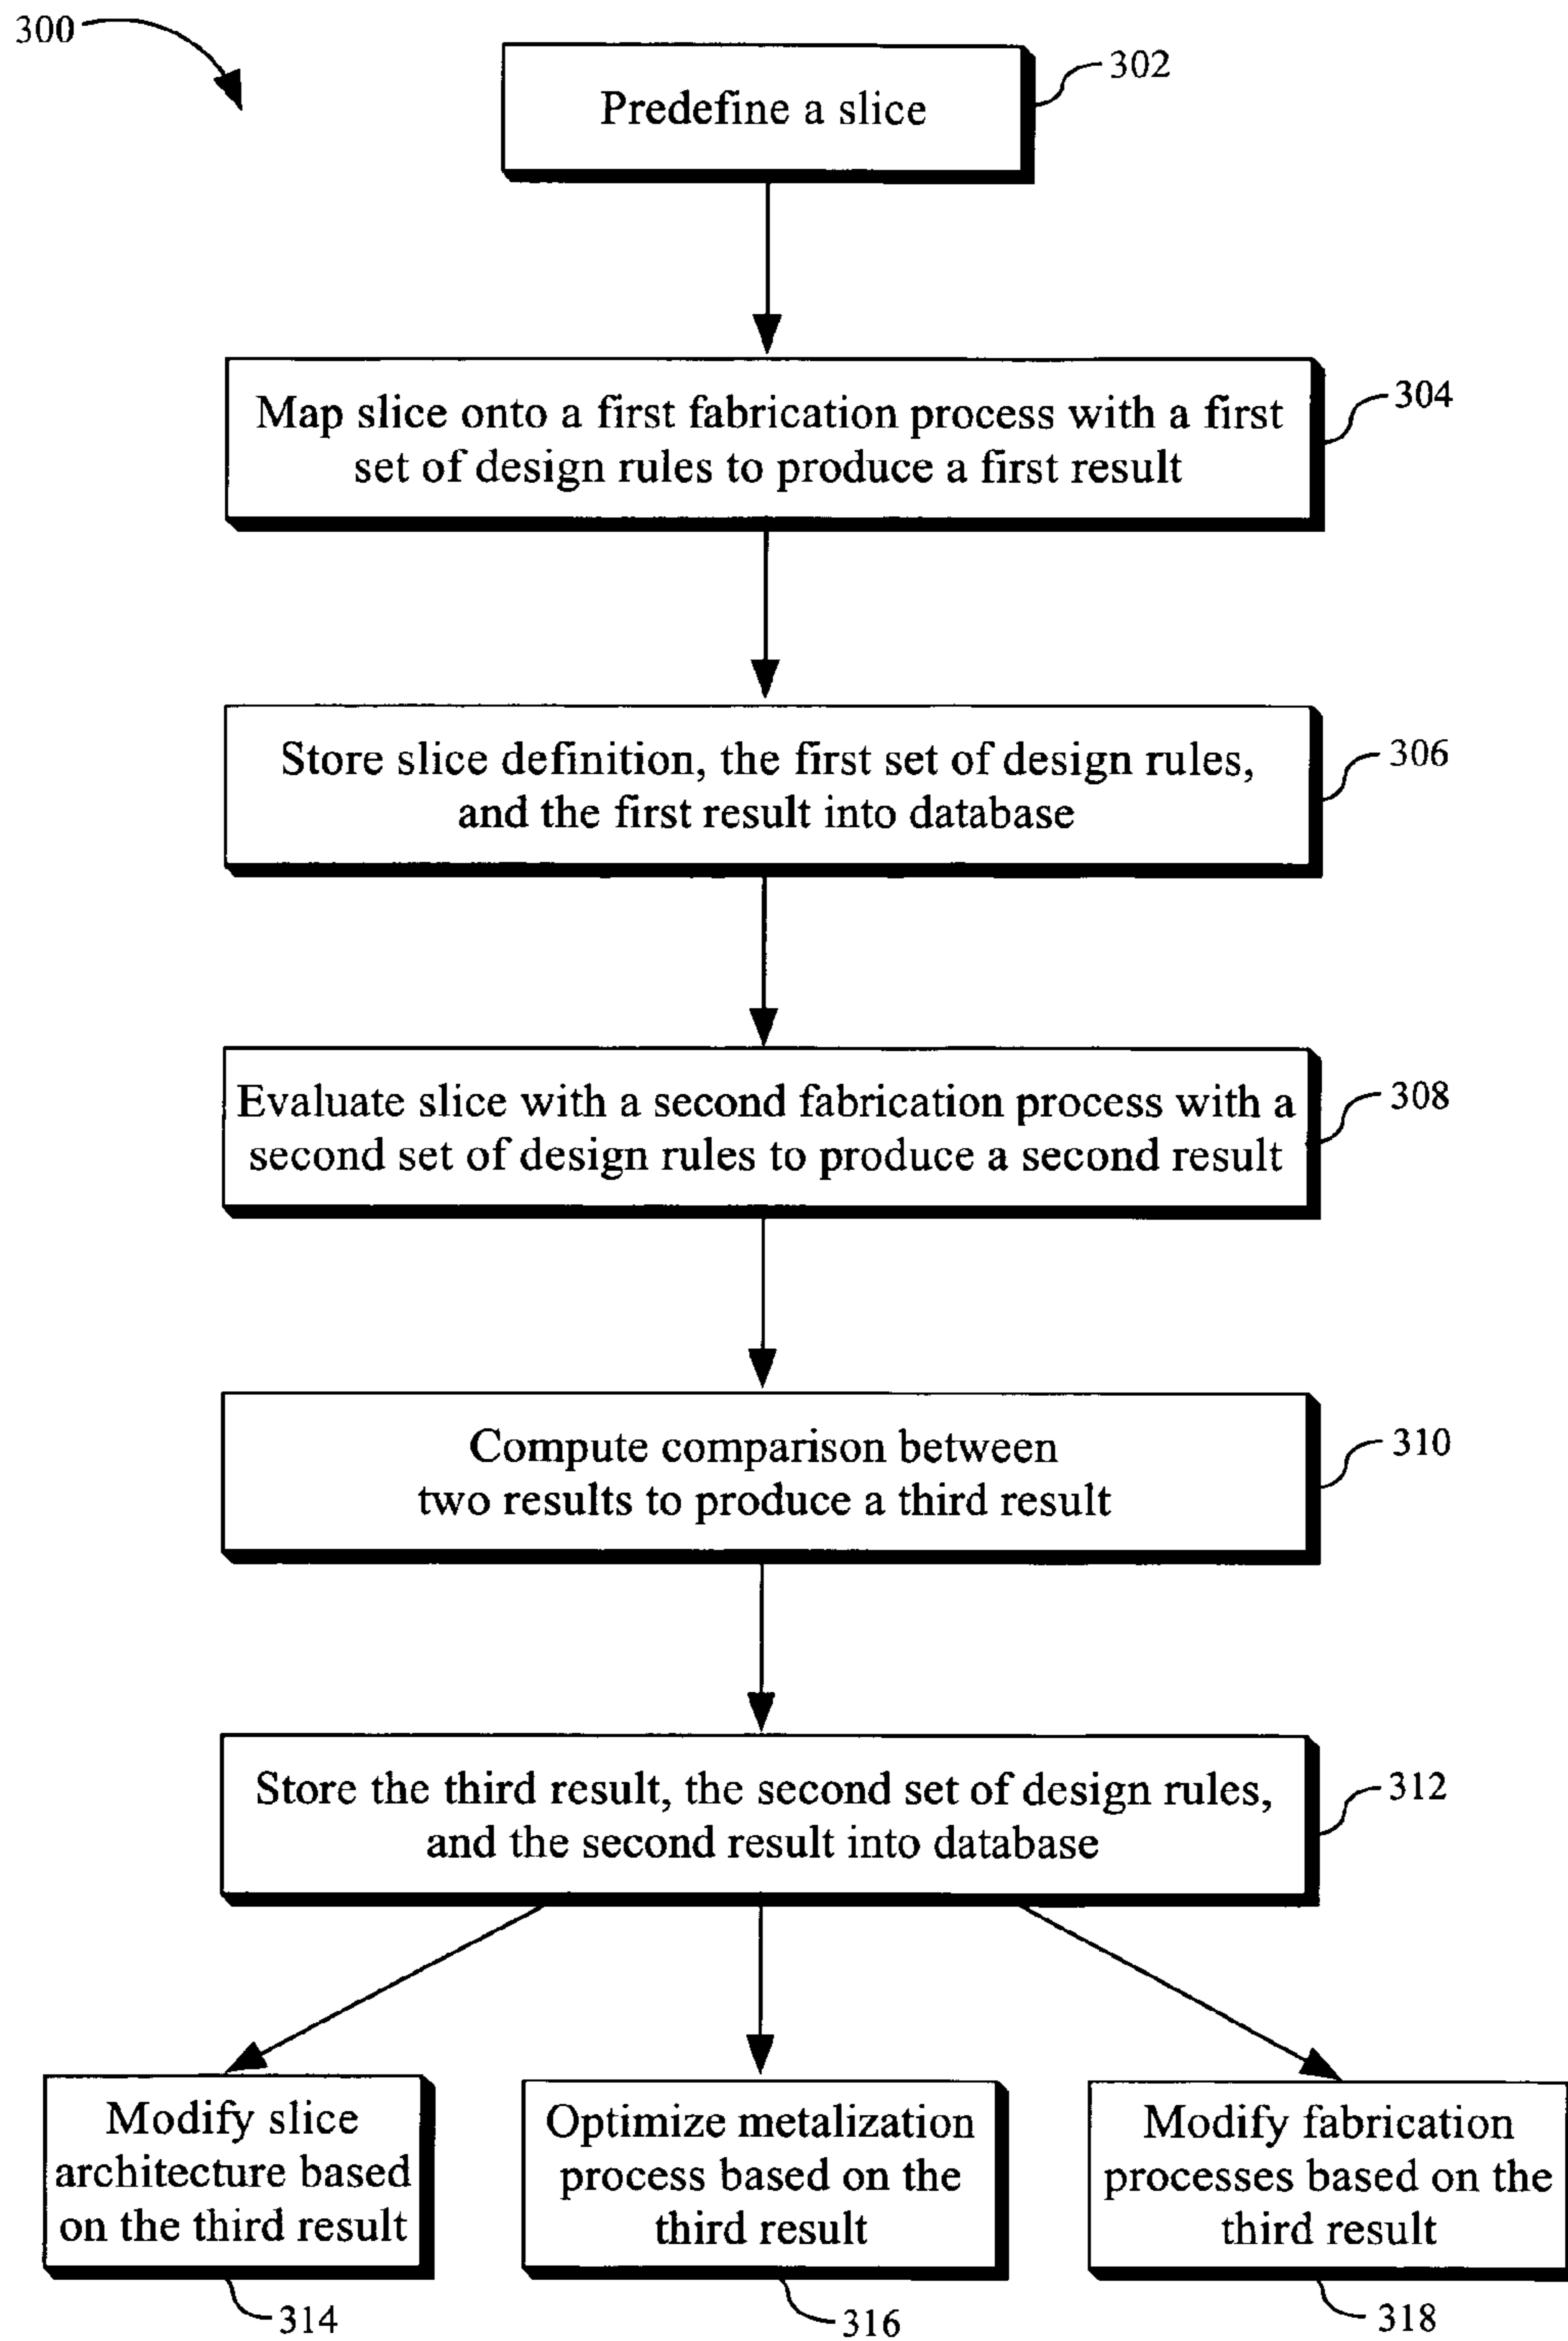 300
Predefine a slice
302
Map slice onto a first fabrication process with a first
set of design rules to produce a first result
304
Store slice definition, the first set of design rules,
and the first result into database
306
Evaluate slice with a second fabrication process with a
second set of design rules to produce a second result
308
Compute comparison between
two results to produce a third result
310
Store the third result, the second set of design rules,
and the second result into database
312
Modify slice
architecture based
on the third result
314
Optimize metalization
process based on the
third result
316
Modify fabrication
processes based on the
third result
318